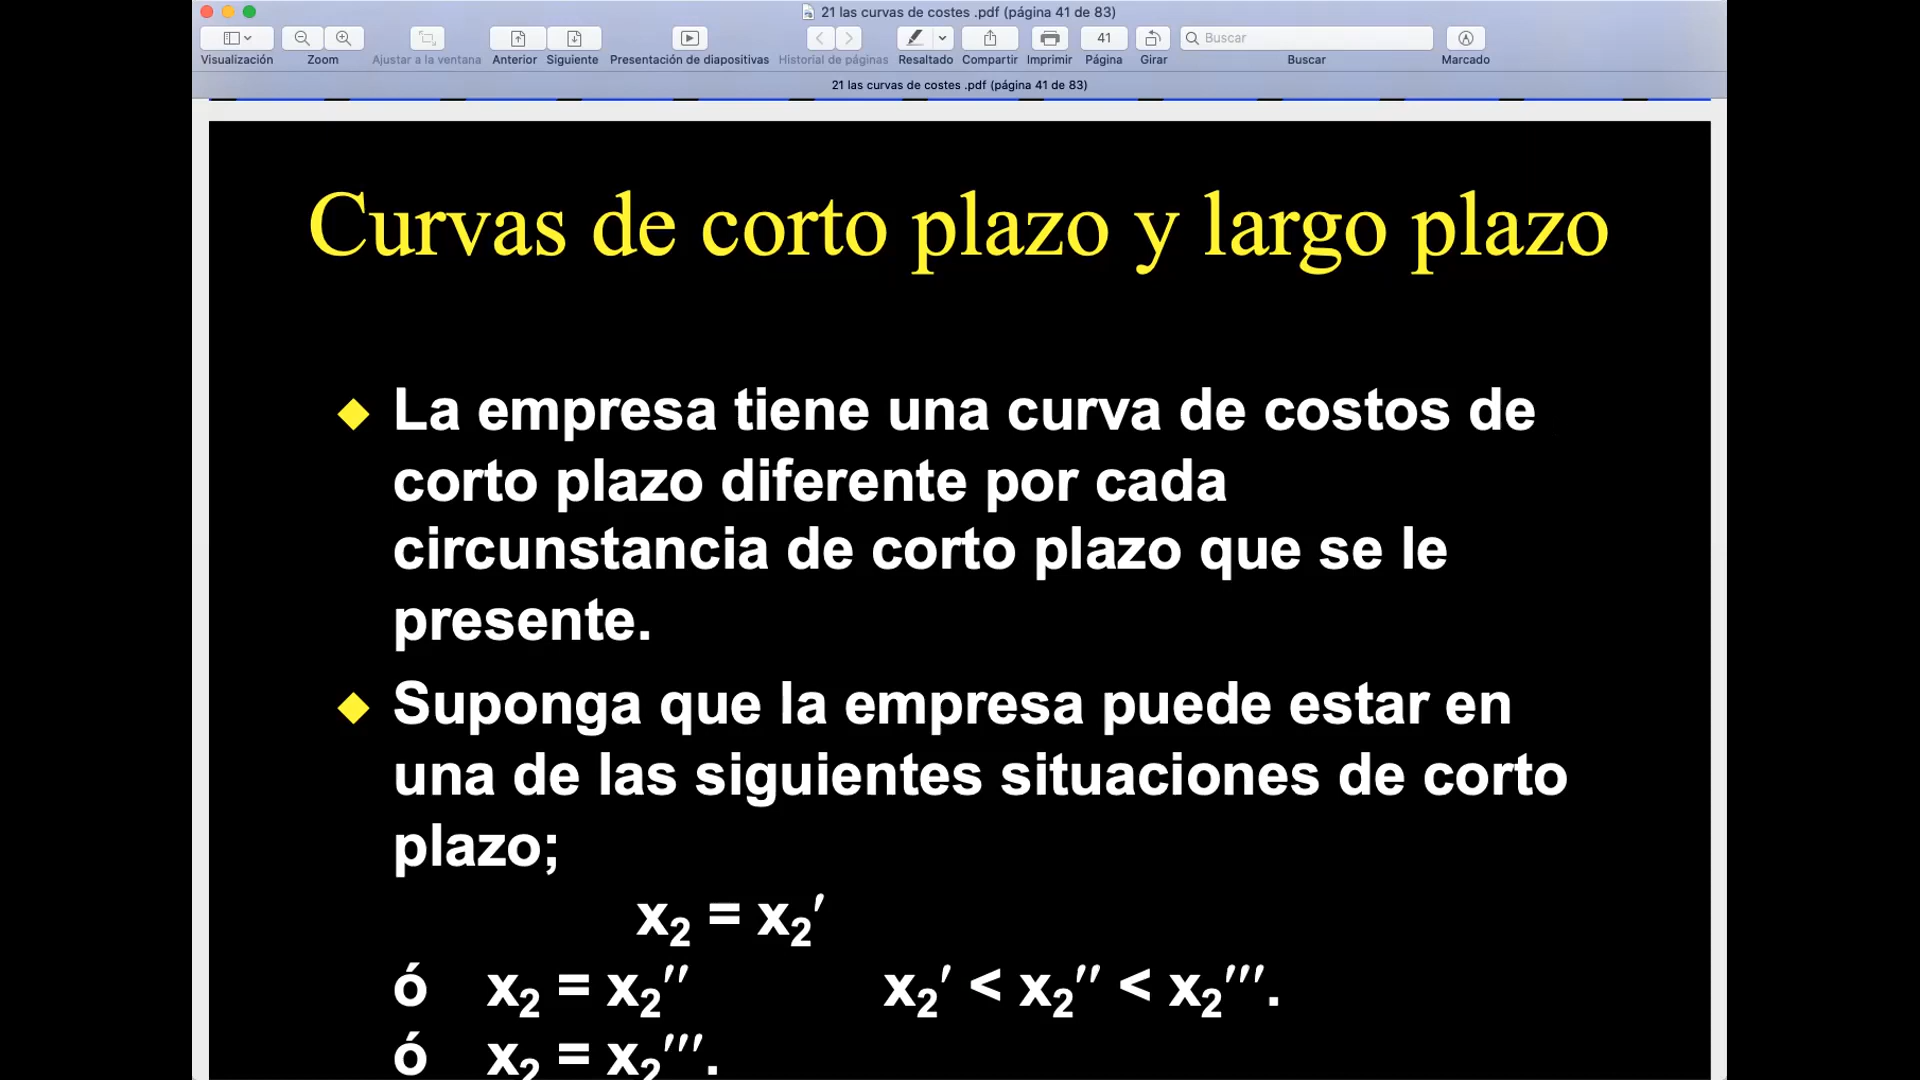 21 las curvas de costes .pdf (página 41 de 83)
41
Buscar
Visualización Zoom Ajustar a la ventana Anterior Siguiente Presentación de diapositivas Historial de páginas Resaltado Compartir Imprimir Página Girar Buscar Marcado
21 las curvas de costes .pdf (página 41 de 83)
Curvas de corto plazo y largo plazo
La empresa tiene una curva de costos de
corto plazo diferente por cada
circunstancia de corto plazo que se le
presente.
Suponga que la empresa puede estar en
una de las siguientes situaciones de corto
plazo;
x₂ = x₂′
ó x₂ = x₂′′ x₂′ < x₂′′ < x₂′′′.
ó x₂ = x₂′′′.